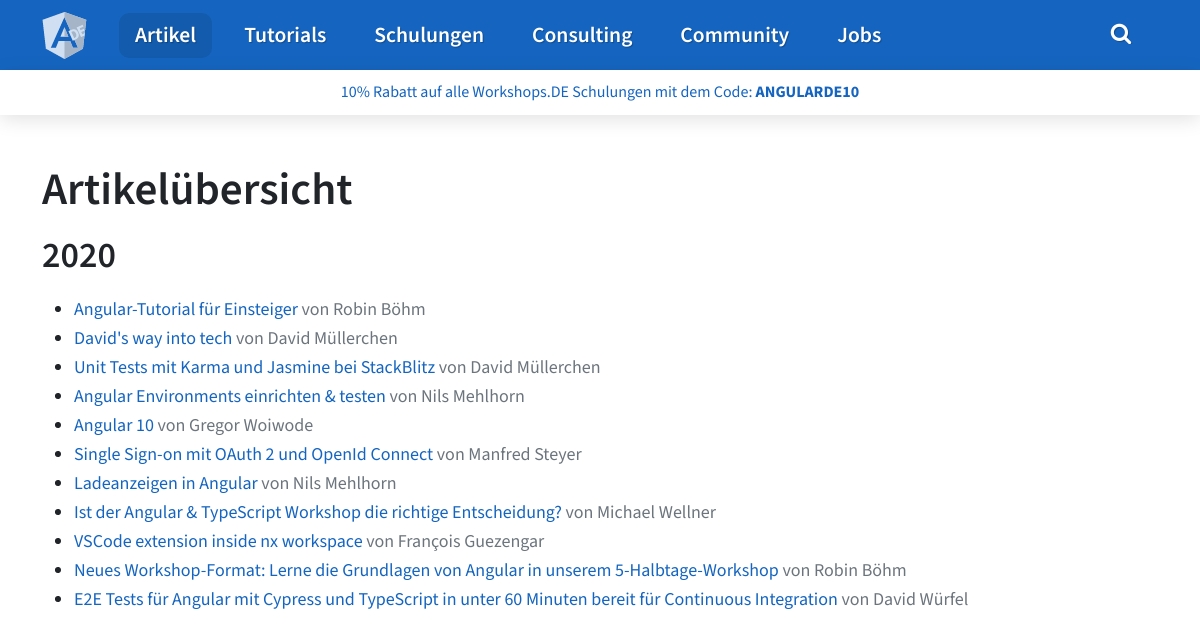 A DE Artikel Tutorials Schulungen Consulting Community Jobs
10% Rabatt auf alle Workshops.DE Schulungen mit dem Code: ANGULARDE10
Artikelübersicht
2020
Angular-Tutorial für Einsteiger von Robin Böhm
David's way into tech von David Müllerchen
Unit Tests mit Karma und Jasmine bei StackBlitz von David Müllerchen
Angular Environments einrichten & testen von Nils Mehlhorn
Angular 10 von Gregor Woiwode
Single Sign-on mit OAuth 2 und OpenId Connect von Manfred Steyer
Ladeanzeigen in Angular von Nils Mehlhorn
Ist der Angular & TypeScript Workshop die richtige Entscheidung? von Michael Wellner
VSCode extension inside nx workspace von François Guezengar
Neues Workshop-Format: Lerne die Grundlagen von Angular in unserem 5-Halbtage-Workshop von Robin Böhm
E2E Tests für Angular mit Cypress und TypeScript in unter 60 Minuten bereit für Continuous Integration von David Würfel